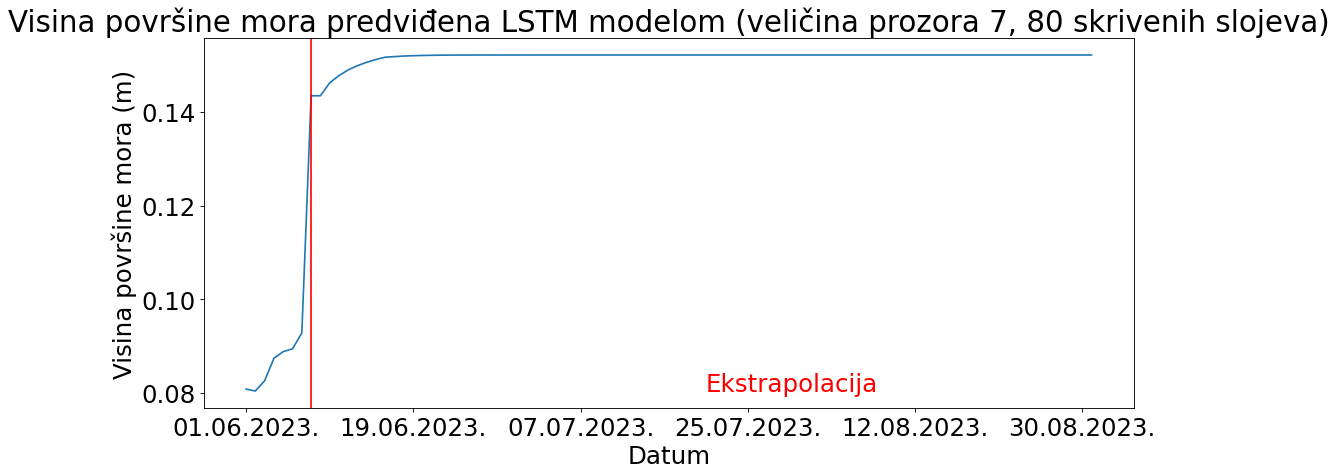 Visina površine mora predviđena LSTM modelom (veličina prozora 7, 80 skrivenih slojeva)
Visina površine mora (m)
0.14
0.12
0.10
0.08
Ekstrapolacija
01.06.2023. 19.06.2023. 07.07.2023. 25.07.2023. 12.08.2023. 30.08.2023.
Datum